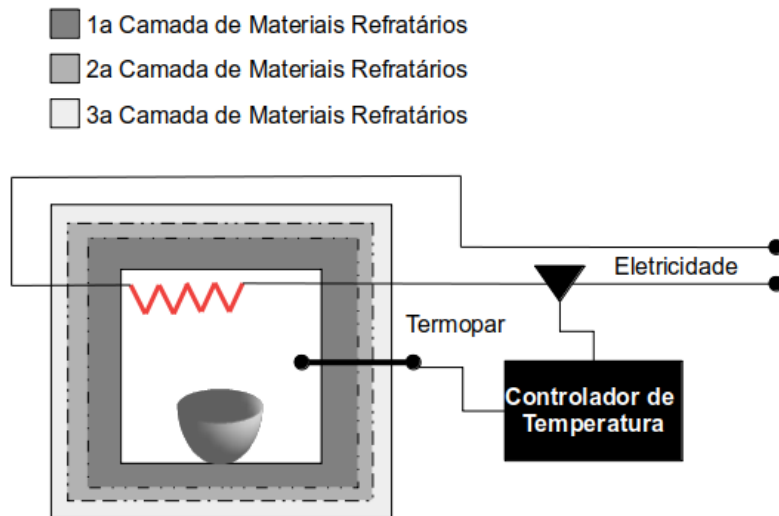 1a Camada de Materiais Refratários
2a Camada de Materiais Refratários
3a Camada de Materiais Refratários
Eletricidade
Termopar
Controlador de
Temperatura